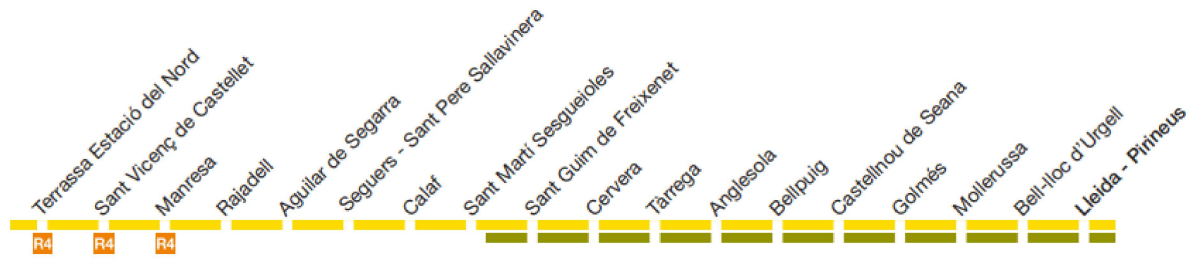 Terrassa Estació del Nord
Sant Vicenç de Castellet
Manresa
Rajadell
Aguilar de Segarra
Seguers - Sant Pere Sallavinera
Calaf
Sant Martí Sesgueioles
Sant Guim de Freixenet
Cervera
Tàrrega
Anglesola
Bellpuig
Castellnou de Seana
Golmés
Mollerussa
Bell-lloc d'Urgell
Lleida - Pirineus
R4
R4
R4